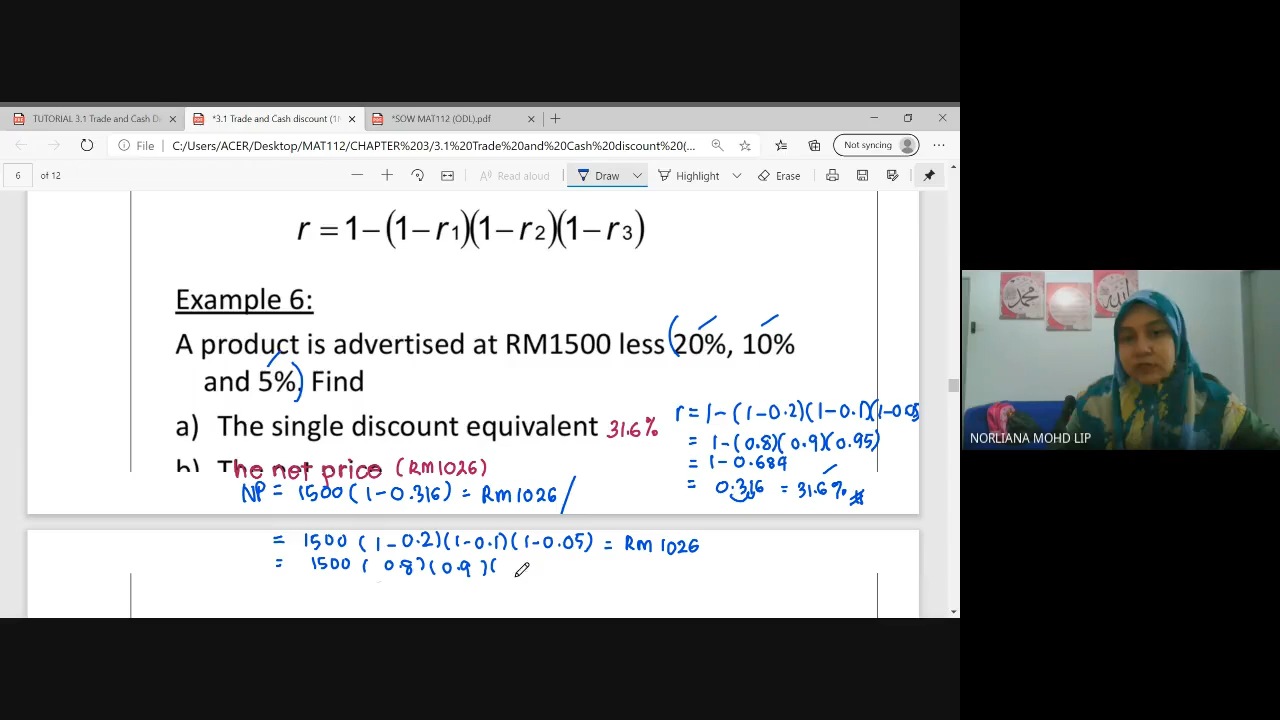 TUTORIAL 3.1 Trade and Cash D
*3.1 Trade and Cash discount (1
*SOW MAT112 (ODL).pdf
File
C:/Users/ACER/Desktop/MAT112/CHAPTER%203/3.1%20Trade%20and%20Cash%20discount%20(...
Not syncing
6 of 12
Read aloud
Draw
Highlight
Erase
r = 1-(1-r1)(1-r2)(1-r3)
Example 6:
A product is advertised at RM1500 less (20%, 10%
and 5%). Find
a) The single discount equivalent 31.6%
b) The net price (RM1026)
r = 1-(1-0.2)(1-0.1)(1-0.05
= 1-(0.8)(0.9)(0.95)
= 1-0.684
= 0.316 = 31.6%
NP = 1500(1-0.316) = RM1026
= 1500(1-0.2)(1-0.1)(1-0.05) = RM1026
= 1500(0.8)(0.9)(
محمد
الله
NORLIANA MOHD LIP